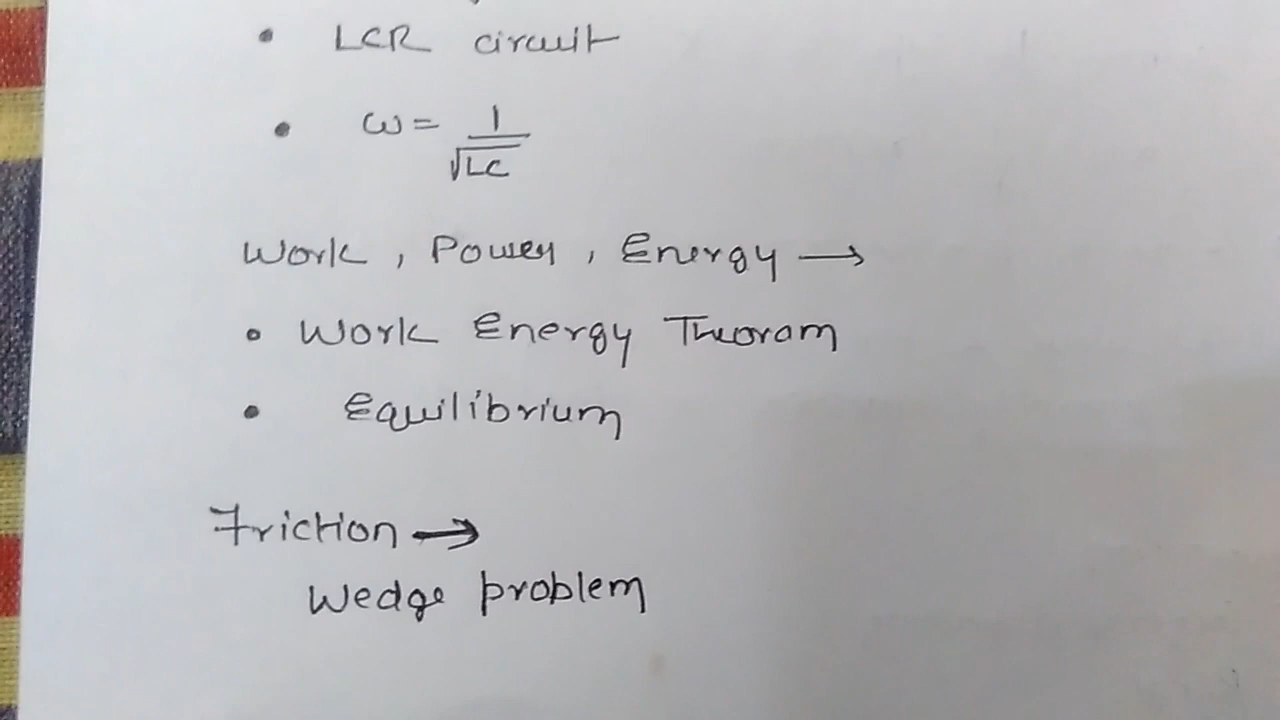 • LCR circuit
• ω = 1/√LC
Work, Power, Energy →
• Work Energy Theoram
• Equilibrium
Friction →
Wedge problem